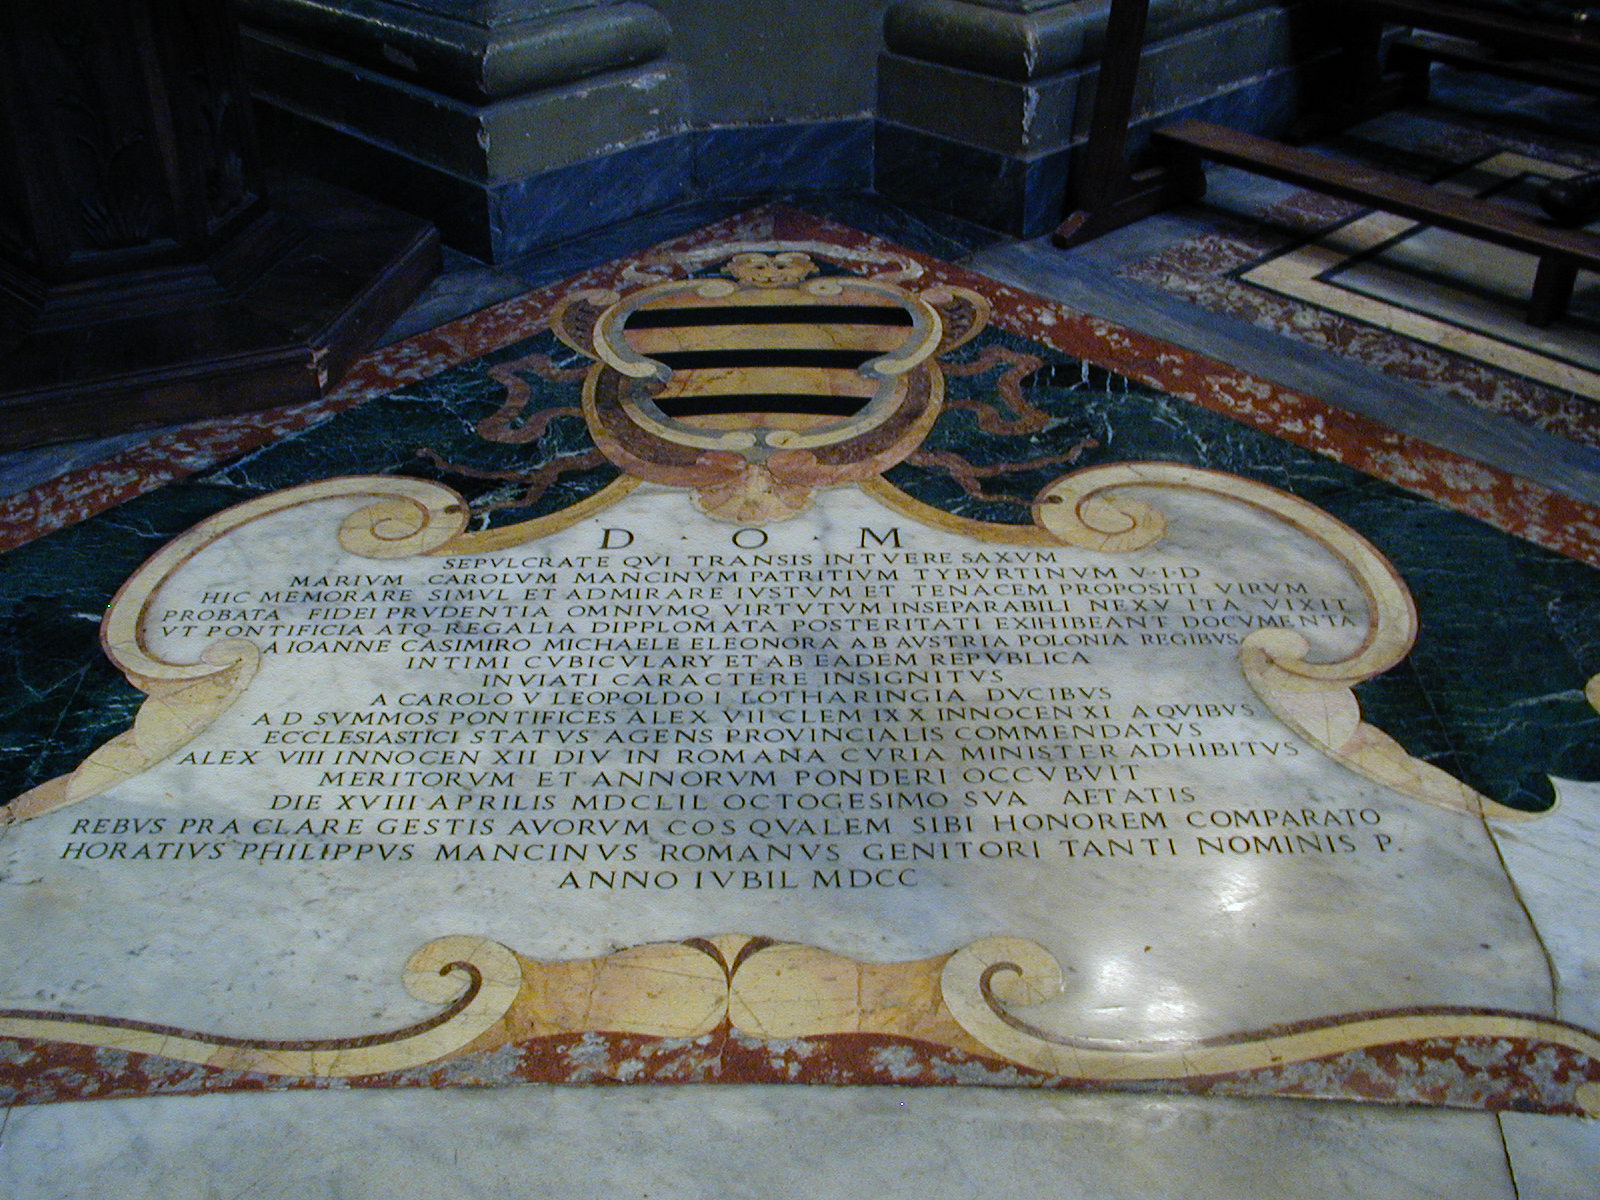 D · O · M
SEPVLCRATE QVI TRANSIS INTVERE SAXVM
MARIVM CAROLVM MANCINVM PATRITIVM TYBVRTINVM V·I·D
HIC MEMORARE SIMVL ET ADMIRARE IVSTVM ET TENACEM PROPOSITI VIRVM
PROBATA FIDEI PRVDENTIA OMNIVMQ VIRTVTVM INSEPARABILI NEXV ITA VIXIT
VT PONTIFICIA ATQ·REGALIA DIPPLOMATA POSTERITATI EXIHIBEANT DOCVMENTA
A IOANNE CASIMIRO MICHAELE ELEONORA AB AVSTRIA POLONIA REGIBVS
INTIMI CVBICVLARY ET AB EADEM REPVBLICA
INVIATI CARACTERE INSIGNITVS
A CAROLO V LEOPOLDO I LOTHARINGIA DVCIBVS
AD SVMMOS PONTIFICES ALEX VII CLEM IX X INNOCEN XI A QVIBVS
ECCLESIASTICI STATVS AGENS PROVINCIALIS COMMENDATVS
ALEX VIII INNOCEN XII DIV IN ROMANA CVRIA MINISTER ADHIBITVS
MERITORVM ET ANNORVM PONDERI OCCVBVIT
DIE XVIII APRILIS MDCLIL OCTOGESIMO SVA AETATIS
REBVS PRA CLARE GESTIS AVORVM COS QVALEM SIBI HONOREM COMPARATO
HORATIVS PHILIPPVS MANCINVS ROMANVS GENITORI TANTI NOMINIS P.
ANNO IVBIL MDCC